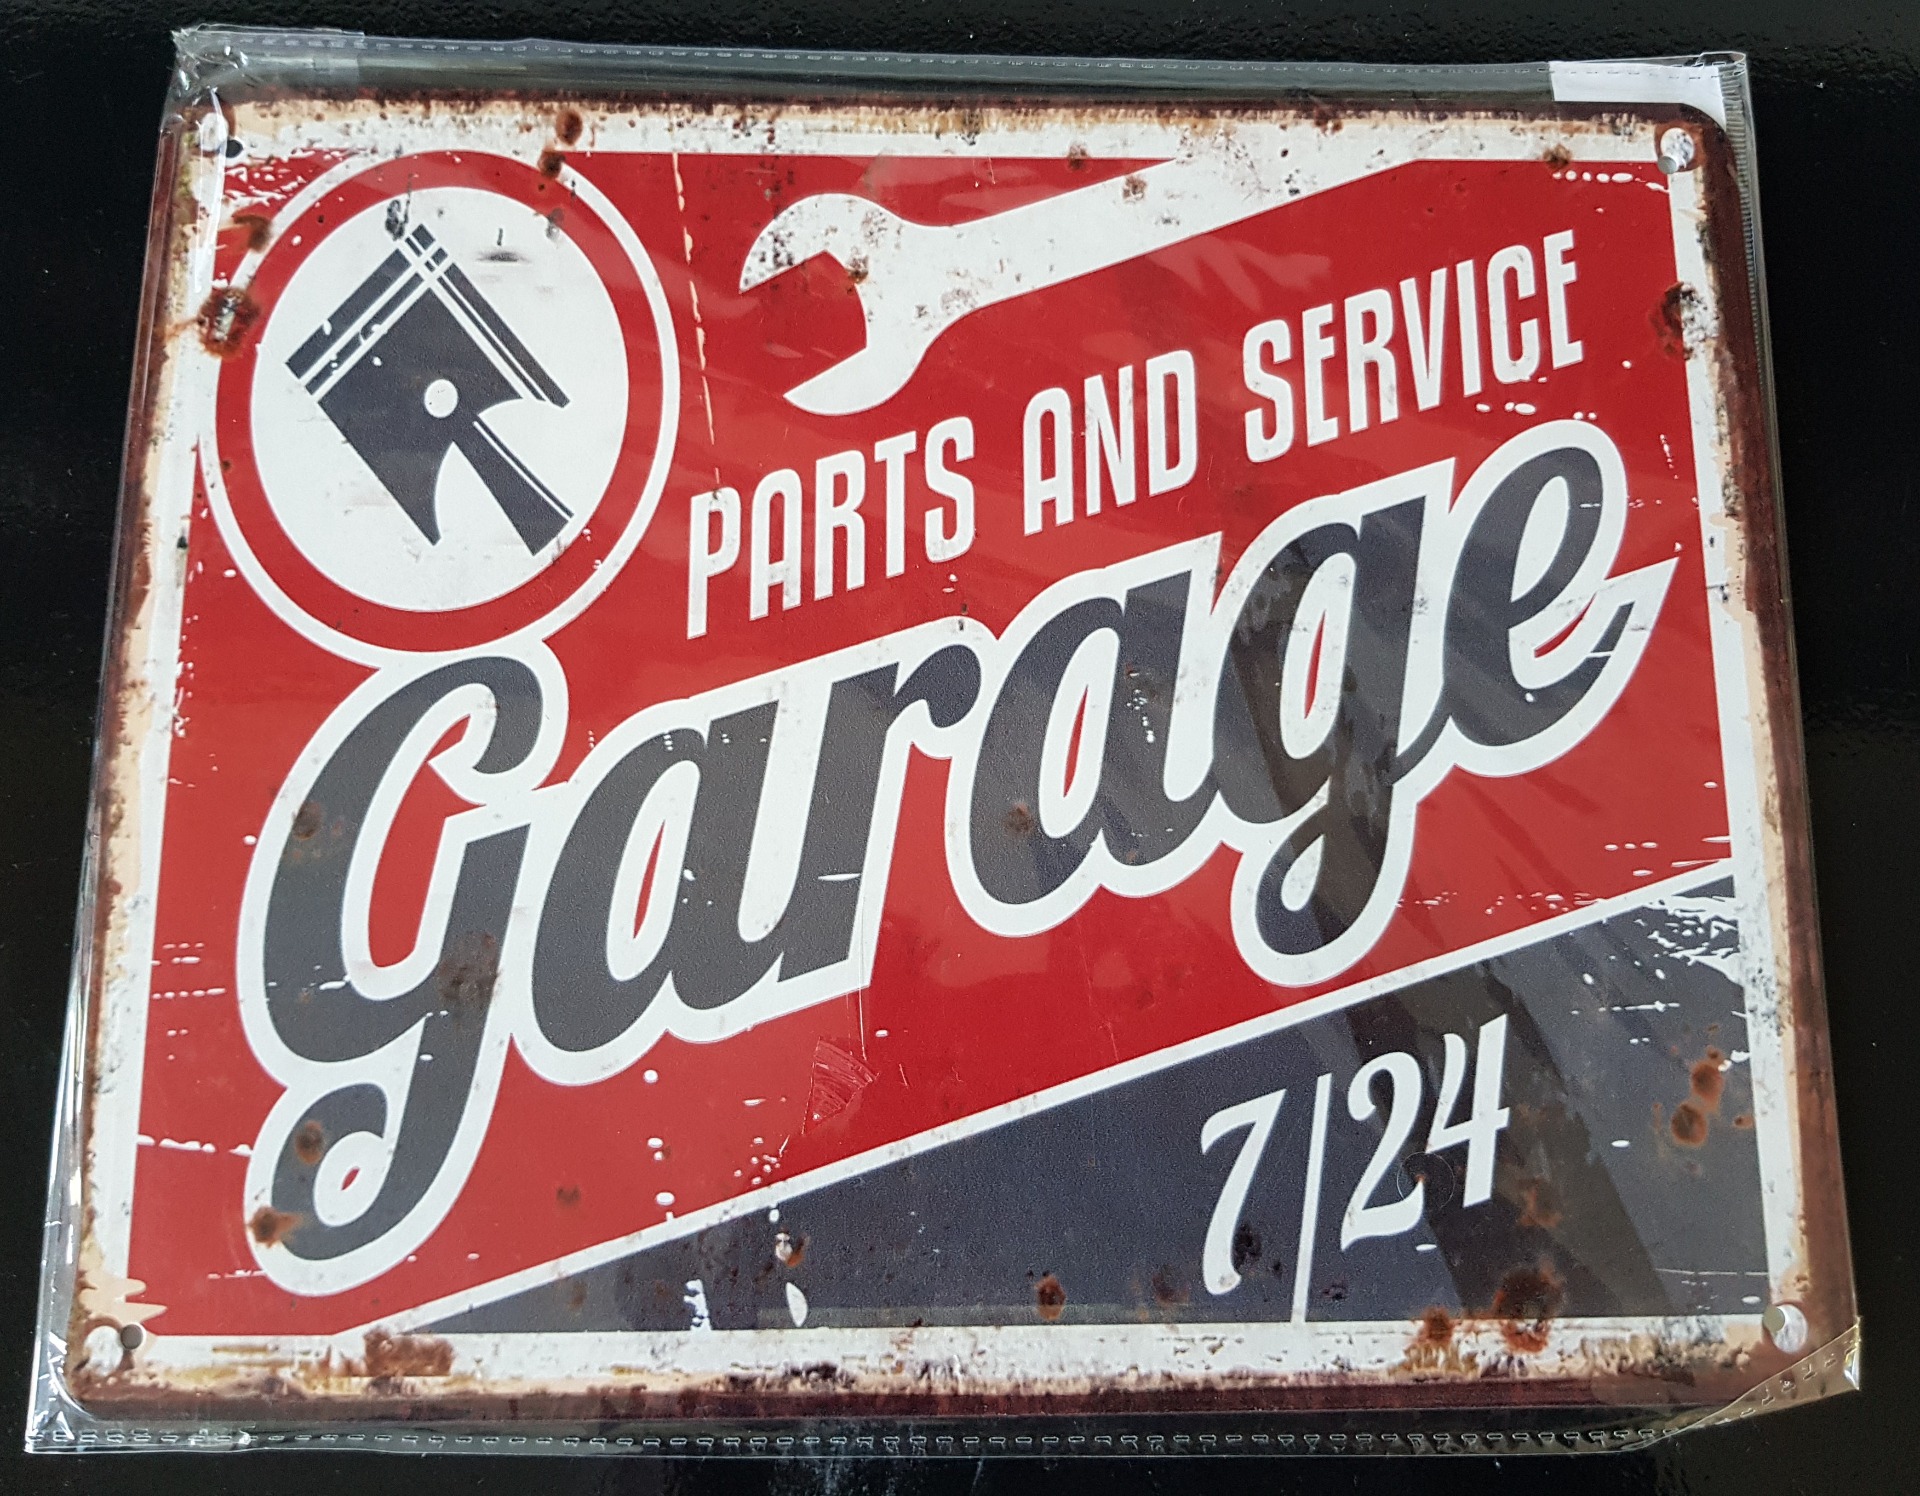 PARTS AND SERVICE
Garage
7/24